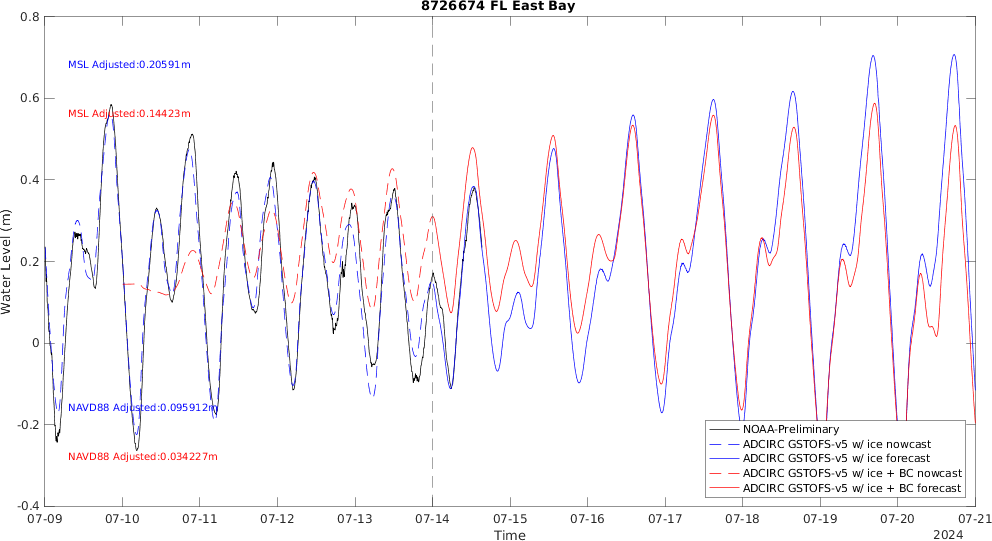 8726674 FL East Bay
0.8
0.6
0.4
0.2
0
-0.2
-0.4
Water Level (m)
MSL Adjusted:0.20591m
MSL Adjusted:0.14423m
NAVD88 Adjusted:0.095912m
NAVD88 Adjusted:0.034227m
NOAA-Preliminary
ADCIRC GSTOFS-v5 w/ ice nowcast
ADCIRC GSTOFS-v5 w/ ice forecast
ADCIRC GSTOFS-v5 w/ ice + BC nowcast
ADCIRC GSTOFS-v5 w/ ice + BC forecast
07-09 07-10 07-11 07-12 07-13 07-14 07-15 07-16 07-17 07-18 07-19 07-20 07-21
Time
2024